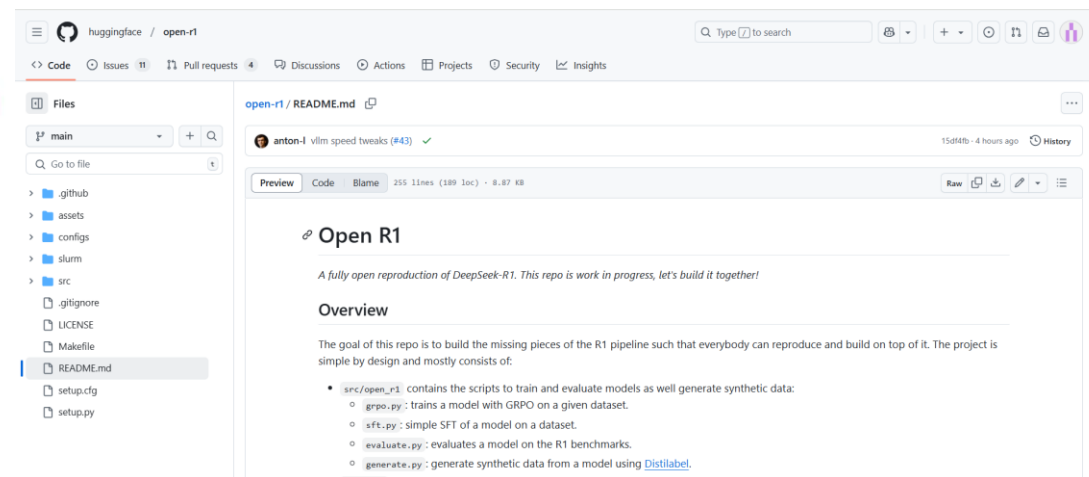 huggingface / open-r1
Type / to search
Code Issues 11 Pull requests 4 Discussions Actions Projects Security Insights
Files
open-r1 / README.md
main
anton-l vllm speed tweaks (#43)
15df4fb · 4 hours ago History
Go to file t
Preview Code Blame 255 lines (189 loc) · 8.87 KB
Raw
.github
assets
configs
slurm
src
.gitignore
LICENSE
Makefile
README.md
setup.cfg
setup.py
Open R1
A fully open reproduction of DeepSeek-R1. This repo is work in progress, let's build it together!
Overview
The goal of this repo is to build the missing pieces of the R1 pipeline such that everybody can reproduce and build on top of it. The project is
simple by design and mostly consists of:
src/open_r1 contains the scripts to train and evaluate models as well generate synthetic data:
grpo.py : trains a model with GRPO on a given dataset.
sft.py : simple SFT of a model on a dataset.
evaluate.py : evaluates a model on the R1 benchmarks.
generate.py : generate synthetic data from a model using Distilabel.